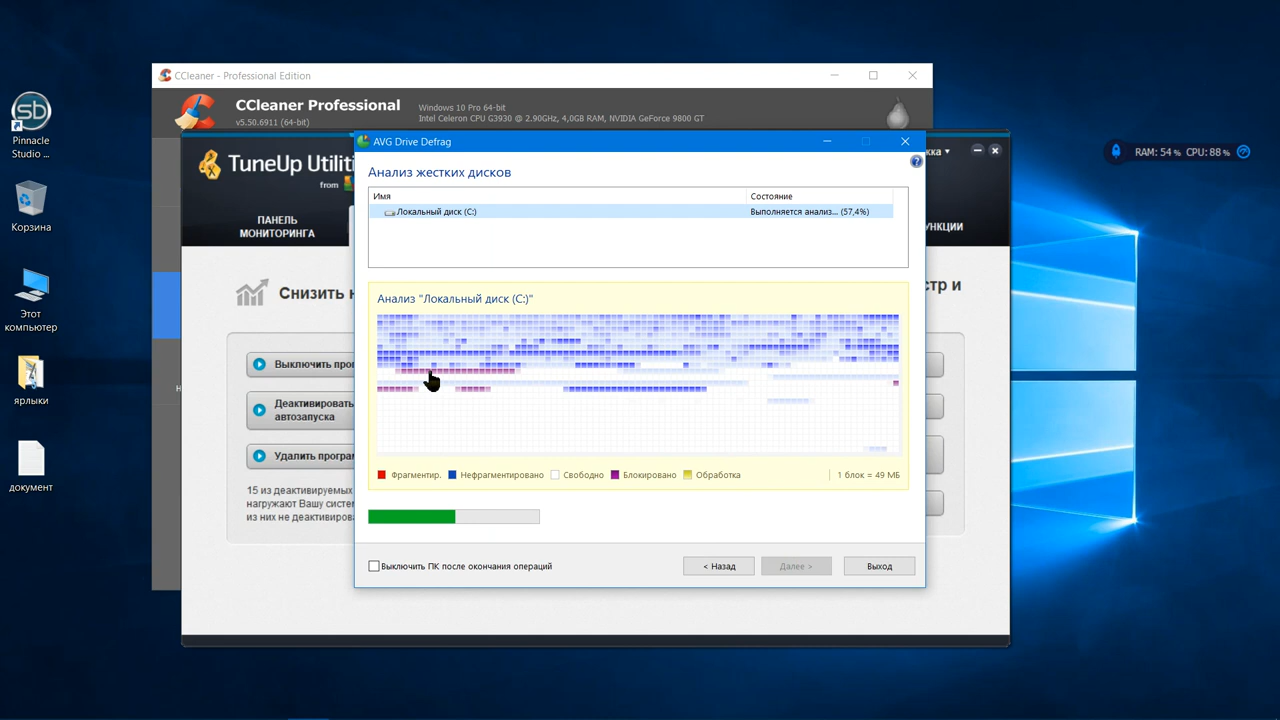 CCleaner - Professional Edition
CCleaner Professional
v5.50.6911 (64-bit)
Windows 10 Pro 64-bit
Intel Celeron CPU G3930 @ 2.90GHz, 4,0GB RAM, NVIDIA GeForce 9800 GT
Pinnacle
Studio ...
Корзина
Этот
компьютер
ярлыки
документ
RAM: 54 % CPU: 88 %
TuneUp Utiliti
from
ПАНЕЛЬ
МОНИТОРИНГА
Снизить н
Выключить прог
Деактивировать
автозапуска
Удалить програм
15 из деактивируемых
нагружают Вашу систем
из них не деактивирова
AVG Drive Defrag
Анализ жестких дисков
Имя
Состояние
Локальный диск (C:)
Выполняется анализ... (57,4%)
Анализ "Локальный диск (C:)"
Фрагментир.
Нефрагментировано
Свободно
Блокировано
Обработка
1 блок = 49 МБ
Выключить ПК после окончания операций
< Назад
Далее >
Выход